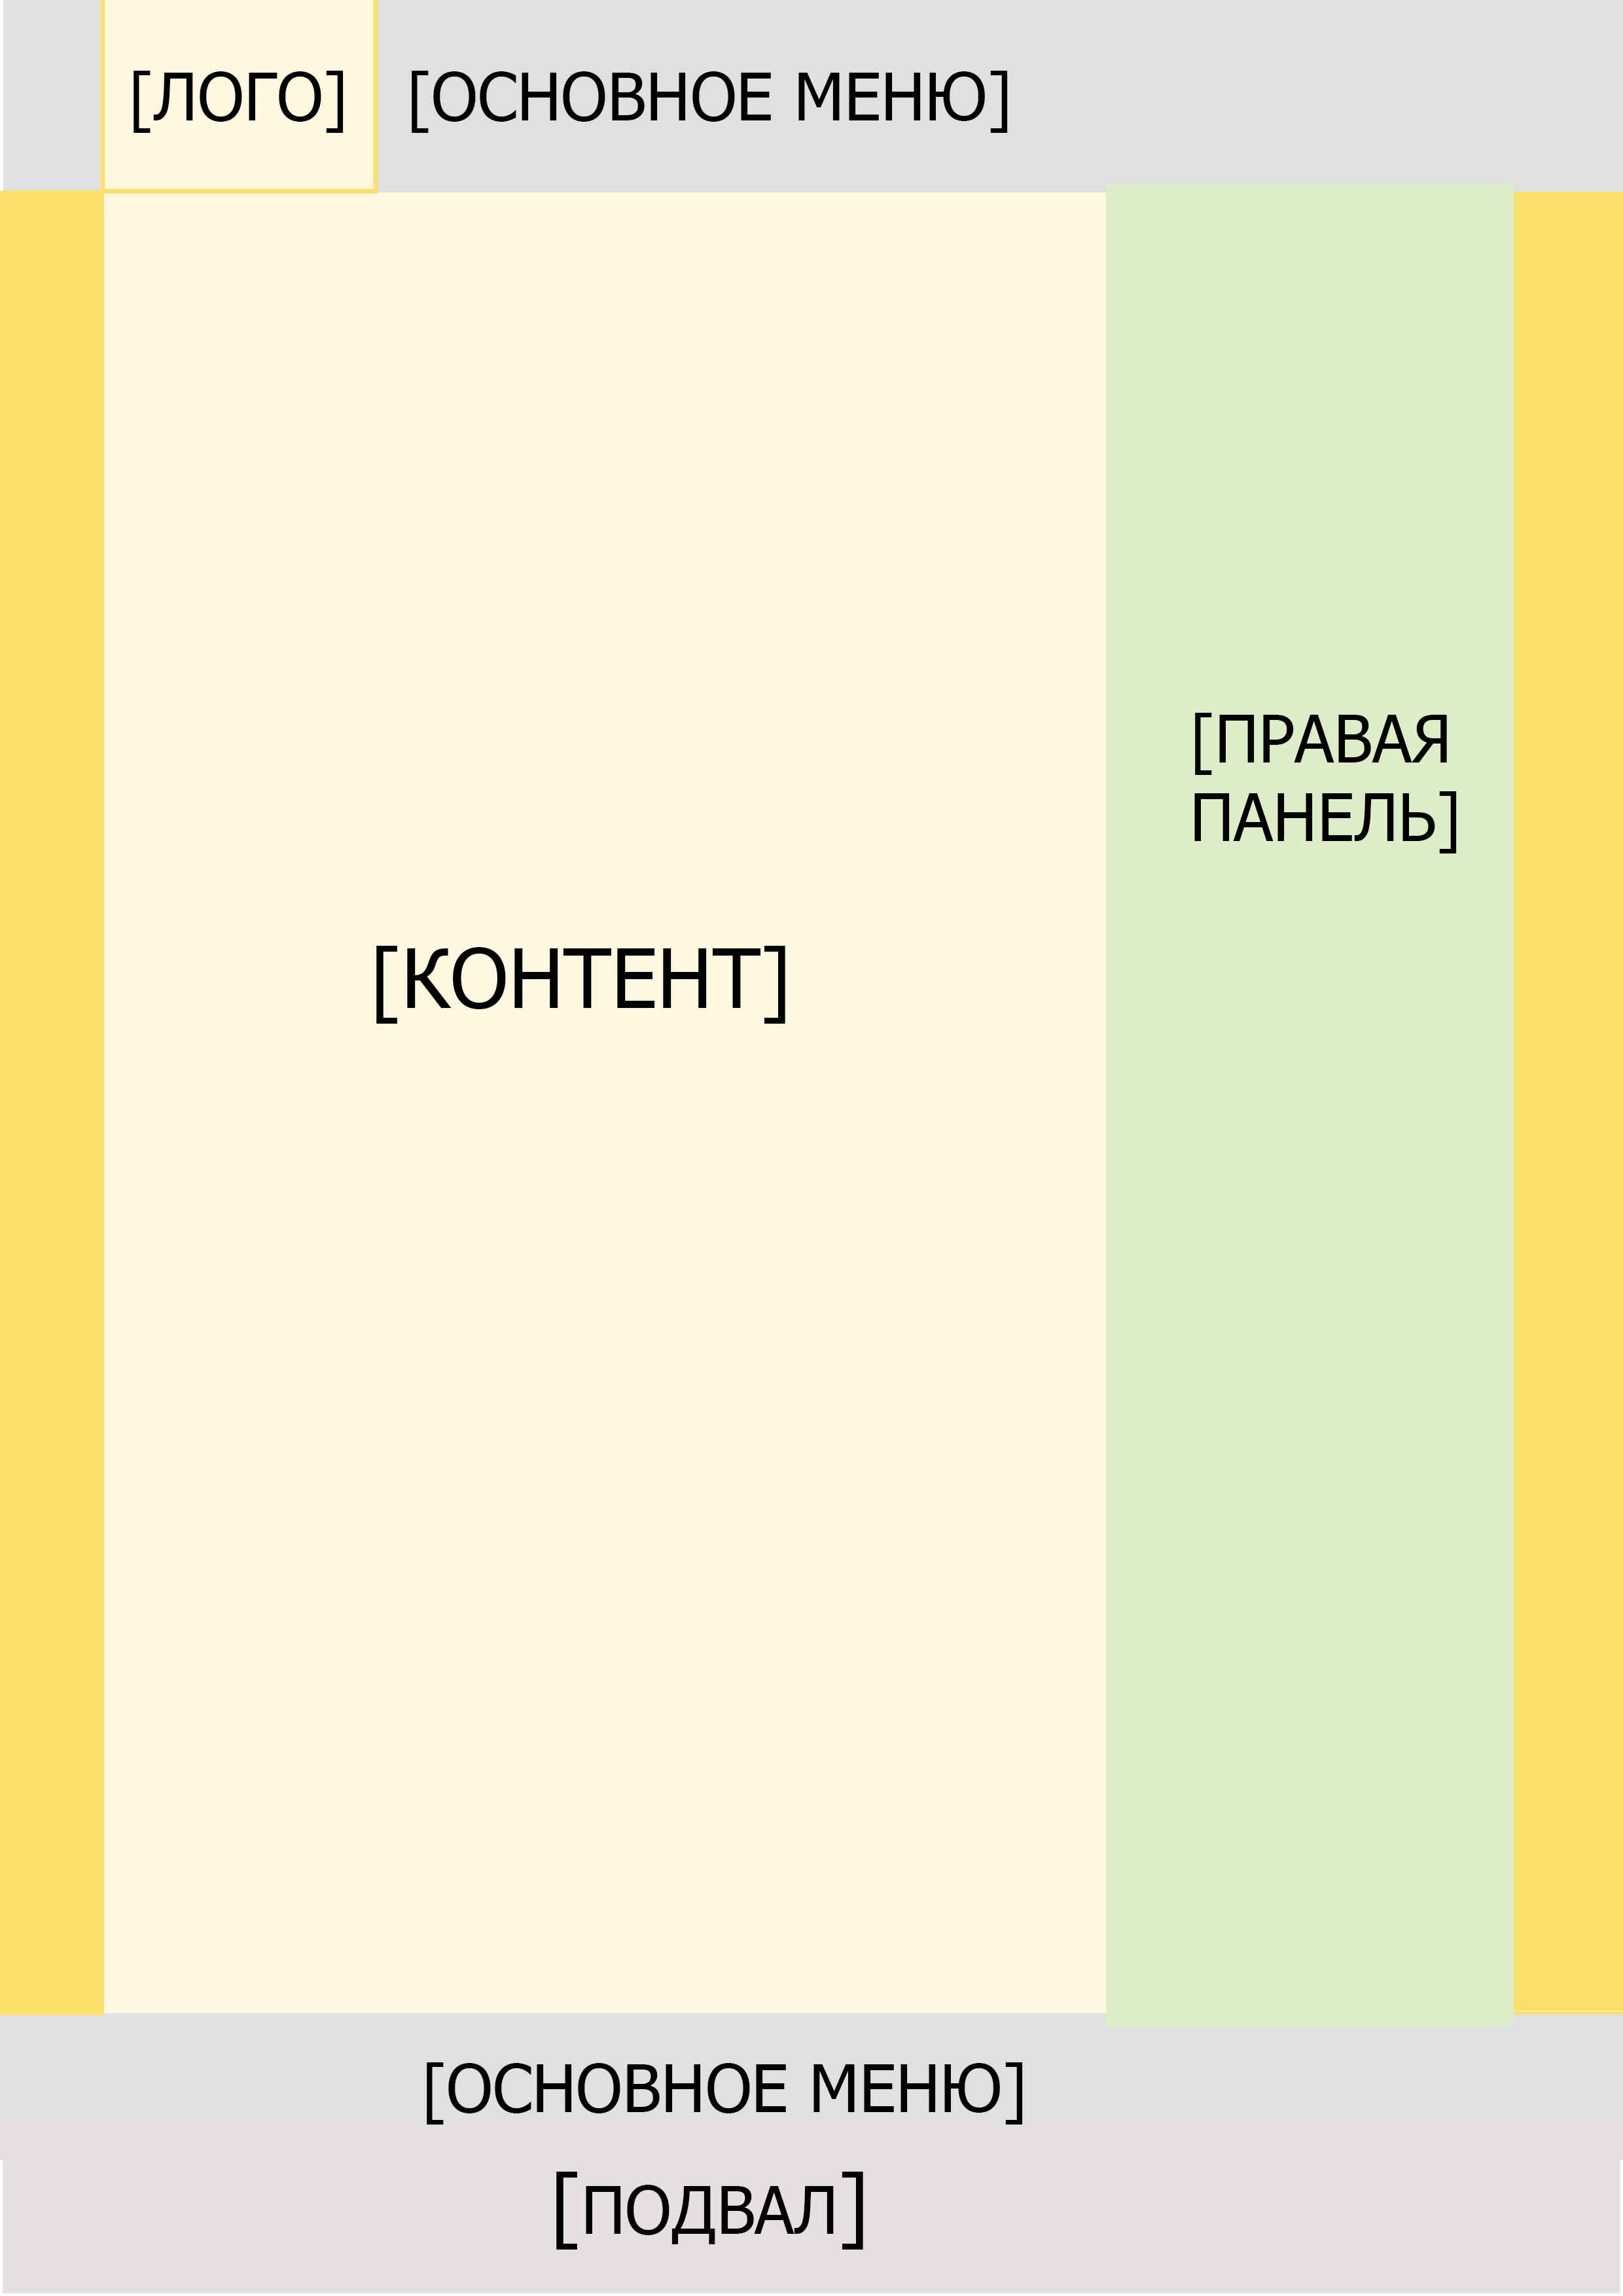 [ЛОГО] [ОСНОВНОЕ МЕНЮ]
[ПРАВАЯ
ПАНЕЛЬ]
[КОНТЕНТ]
[ОСНОВНОЕ МЕНЮ]
[ПОДВАЛ]